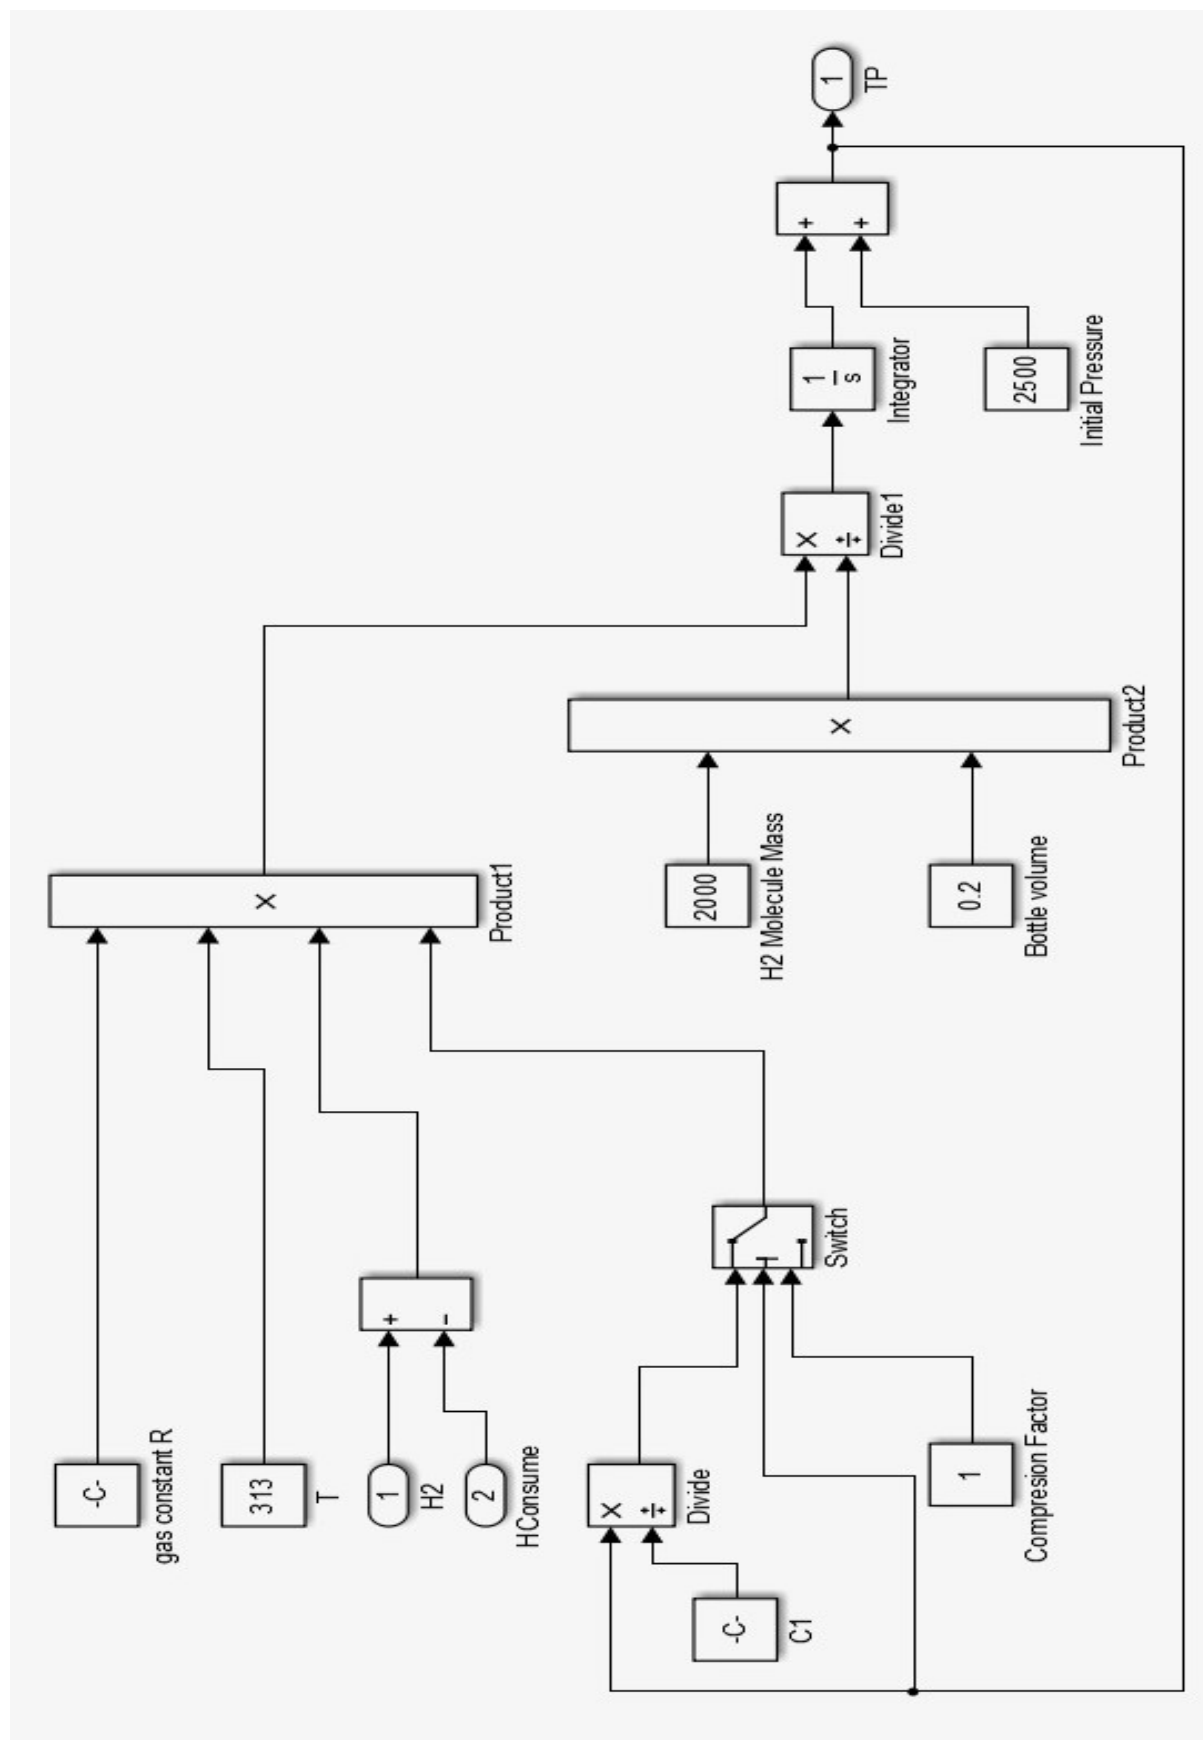 -C-
gas constant R
313
T
1
H2
+
-
2
HConsume
X
÷
Divide
-C-
C1
1
Compresion Factor
Switch
X
Product1
2000
H2 Molecule Mass
0.2
Bottle volume
X
Product2
X
÷
Divide1
1
s
Integrator
2500
Initial Pressure
+
+
1
TP